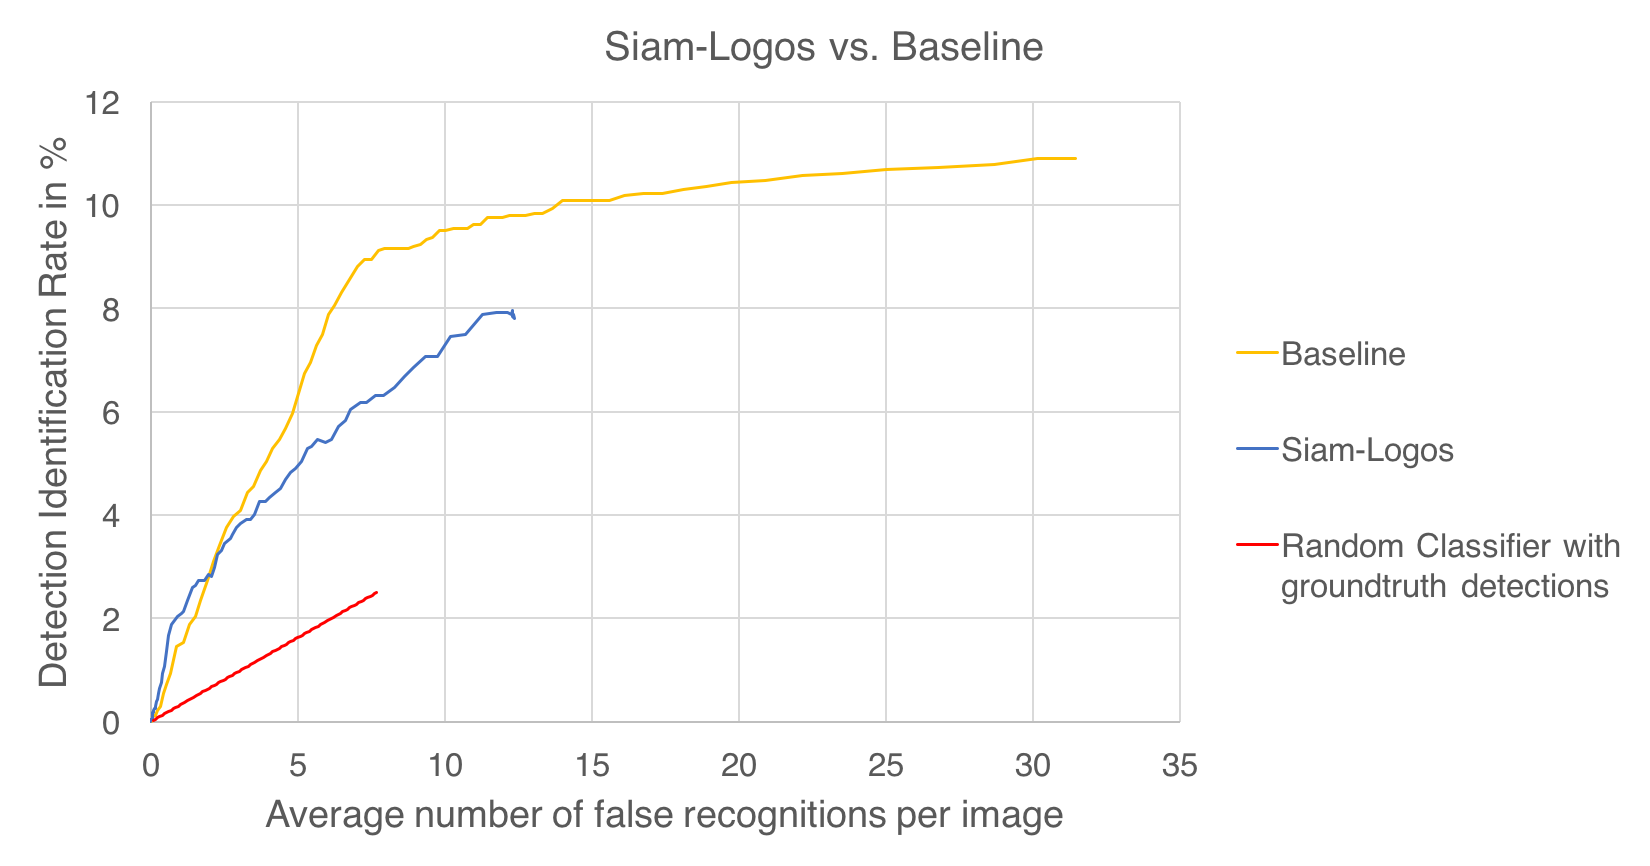 Siam-Logos vs. Baseline
Detection Identification Rate in %
12
10
8
6
4
2
0
0 5 10 15 20 25 30 35
Average number of false recognitions per image
Baseline
Siam-Logos
Random Classifier with
groundtruth detections